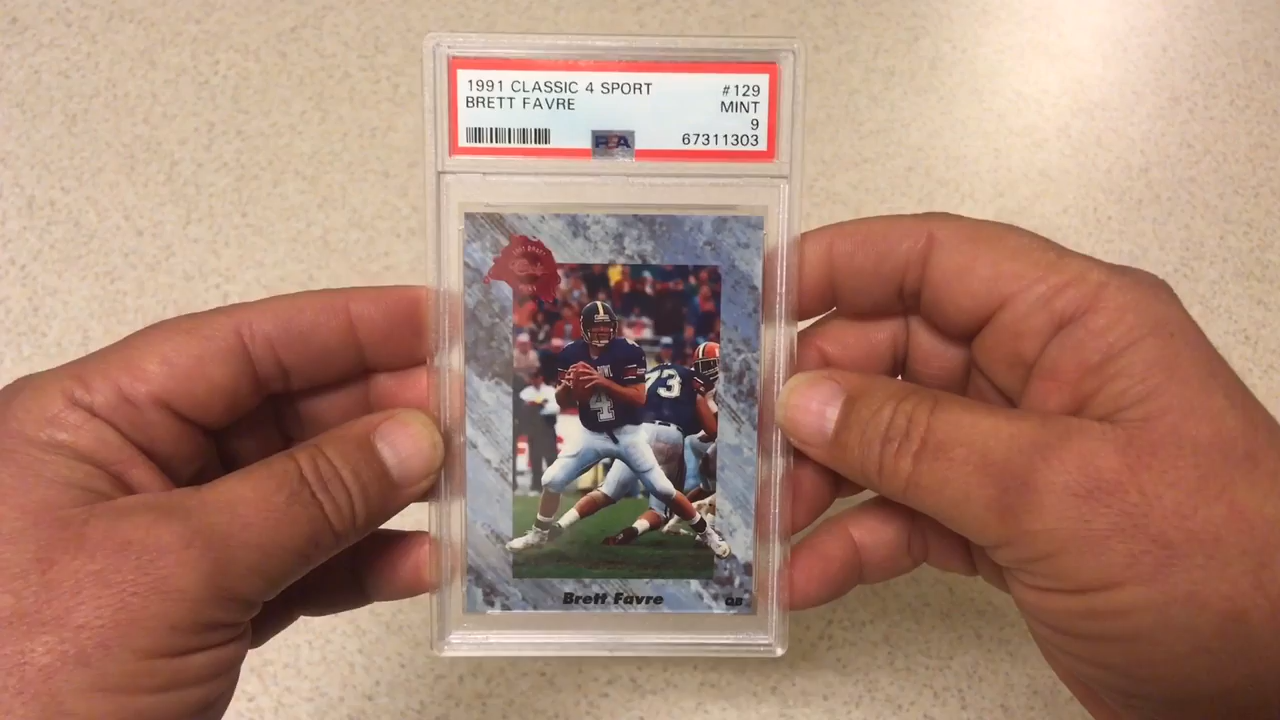 1991 CLASSIC 4 SPORT #129
BRETT FAVRE MINT
9
PSA 67311303
73
4
Brett Favre QB